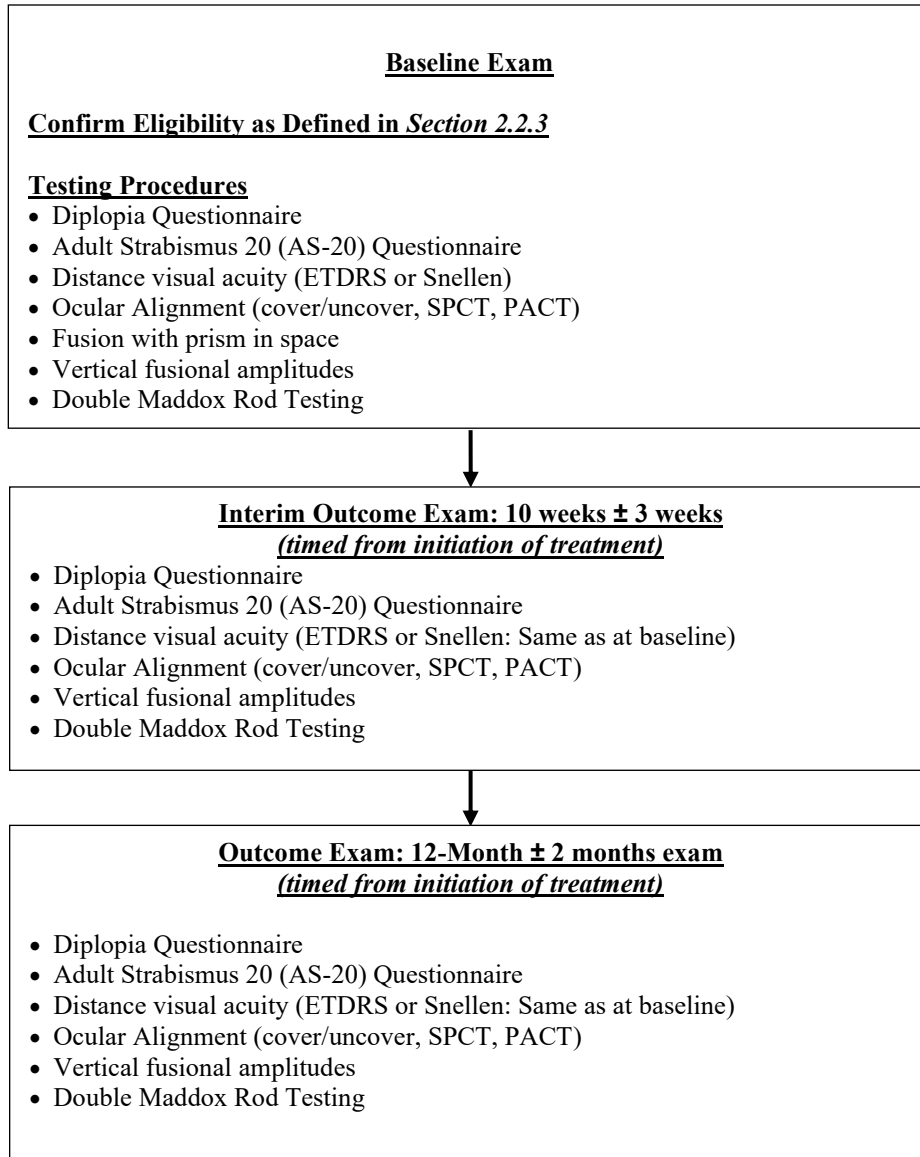 Baseline Exam
Confirm Eligibility as Defined in Section 2.2.3
Testing Procedures
• Diplopia Questionnaire
• Adult Strabismus 20 (AS-20) Questionnaire
• Distance visual acuity (ETDRS or Snellen)
• Ocular Alignment (cover/uncover, SPCT, PACT)
• Fusion with prism in space
• Vertical fusional amplitudes
• Double Maddox Rod Testing
Interim Outcome Exam: 10 weeks ± 3 weeks
(timed from initiation of treatment)
• Diplopia Questionnaire
• Adult Strabismus 20 (AS-20) Questionnaire
• Distance visual acuity (ETDRS or Snellen: Same as at baseline)
• Ocular Alignment (cover/uncover, SPCT, PACT)
• Vertical fusional amplitudes
• Double Maddox Rod Testing
Outcome Exam: 12-Month ± 2 months exam
(timed from initiation of treatment)
• Diplopia Questionnaire
• Adult Strabismus 20 (AS-20) Questionnaire
• Distance visual acuity (ETDRS or Snellen: Same as at baseline)
• Ocular Alignment (cover/uncover, SPCT, PACT)
• Vertical fusional amplitudes
• Double Maddox Rod Testing